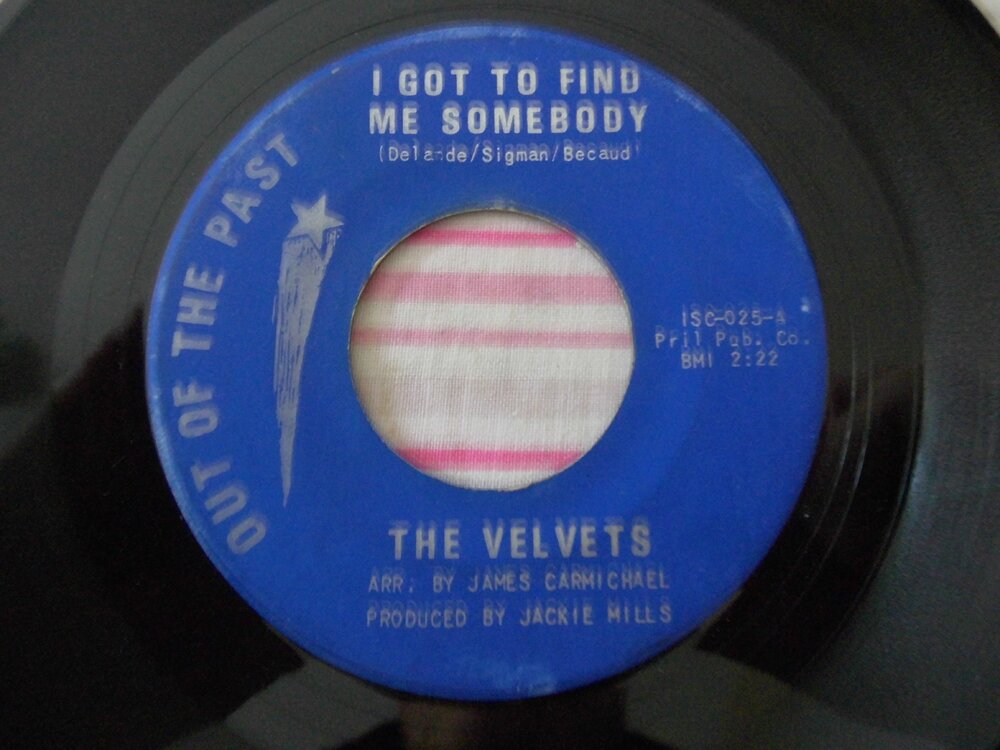 I GOT TO FIND
ME SOMEBODY
(Delande/Sigman/Becaud)
OUT OF THE PAST
ISC-025-A
Pril Pub. Co.
BMI 2:22
THE VELVETS
ARR. BY JAMES CARMICHAEL
PRODUCED BY JACKIE MILLS